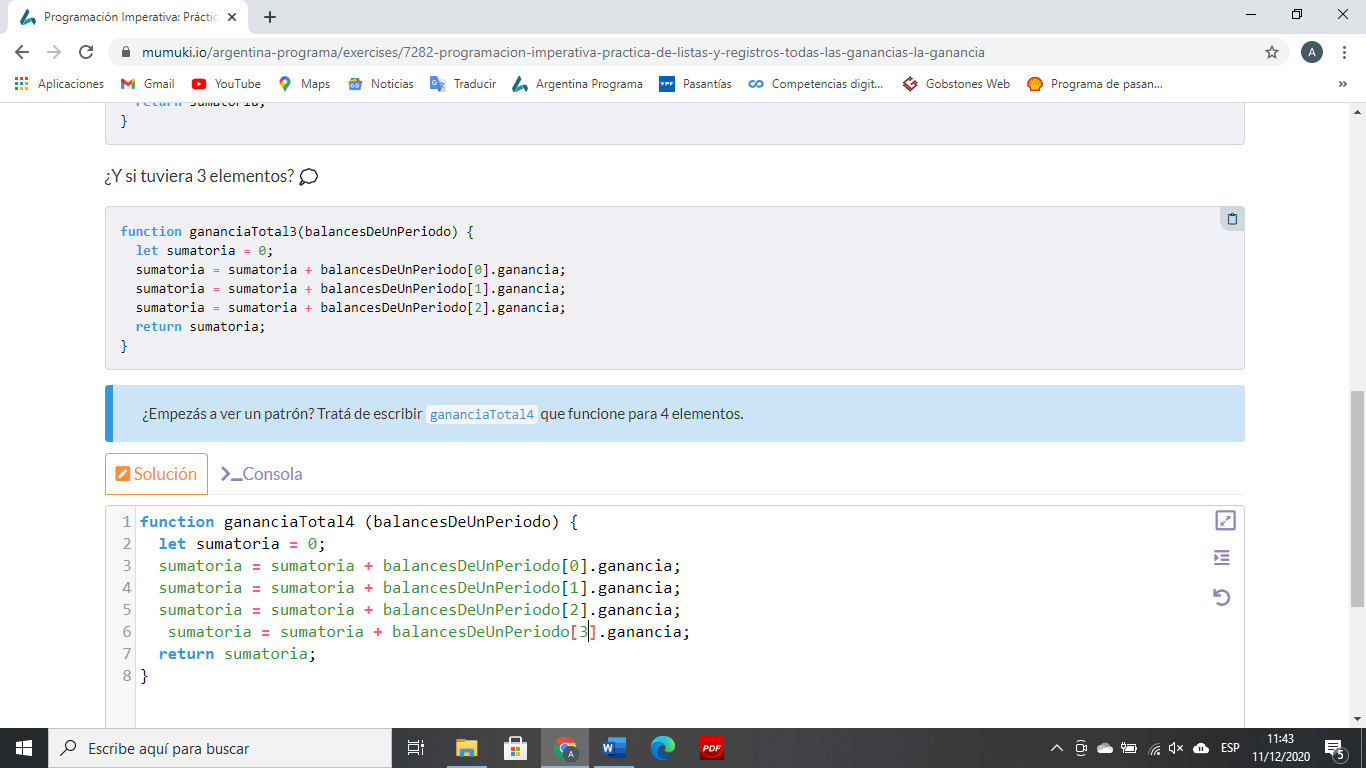 Programación Imperativa: Práctic
mumuki.io/argentina-programa/exercises/7282-programacion-imperativa-practica-de-listas-y-registros-todas-las-ganancias-la-ganancia
A
Aplicaciones Gmail YouTube Maps Noticias Traducir Argentina Programa YPF Pasantías Competencias digit... Gobstones Web Programa de pasan... »
return sumatoria;
}
¿Y si tuviera 3 elementos?
function gananciaTotal3(balancesDeUnPeriodo) {
let sumatoria = 0;
sumatoria = sumatoria + balancesDeUnPeriodo[0].ganancia;
sumatoria = sumatoria + balancesDeUnPeriodo[1].ganancia;
sumatoria = sumatoria + balancesDeUnPeriodo[2].ganancia;
return sumatoria;
}
¿Empezás a ver un patrón? Tratá de escribir gananciaTotal4 que funcione para 4 elementos.
Solución >_Consola
1 function gananciaTotal4 (balancesDeUnPeriodo) {
2 let sumatoria = 0;
3 sumatoria = sumatoria + balancesDeUnPeriodo[0].ganancia;
4 sumatoria = sumatoria + balancesDeUnPeriodo[1].ganancia;
5 sumatoria = sumatoria + balancesDeUnPeriodo[2].ganancia;
6 sumatoria = sumatoria + balancesDeUnPeriodo[3].ganancia;
7 return sumatoria;
8 }
Escribe aquí para buscar
A
W
PDF
ESP
11:43
11/12/2020
5